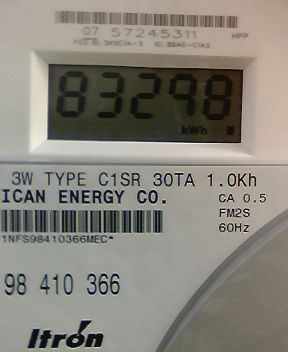 07 57245311 HPP
83298
kWh B
3W TYPE C1SR 30TA 1.0Kh
ICAN ENERGY CO. CA 0.5
FM2S
60Hz
1NFS98410366MEC*
98 410 366
Itron